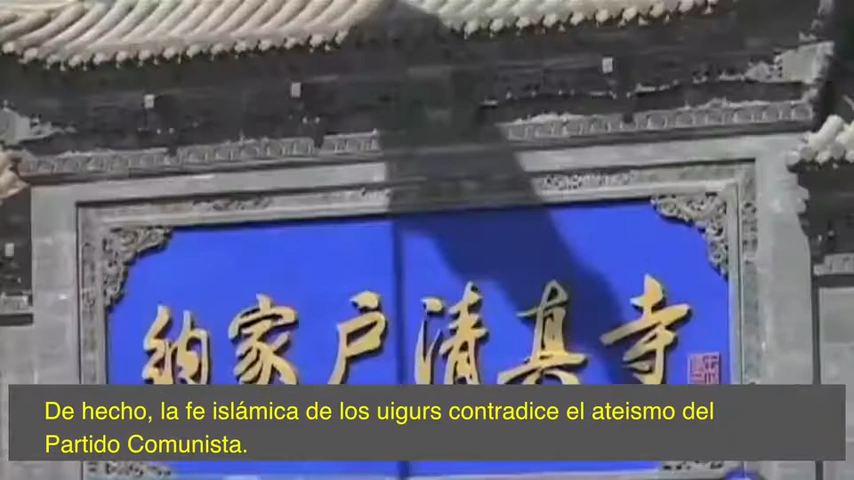 纳家户清真寺
De hecho, la fe islámica de los uigurs contradice el ateismo del
Partido Comunista.